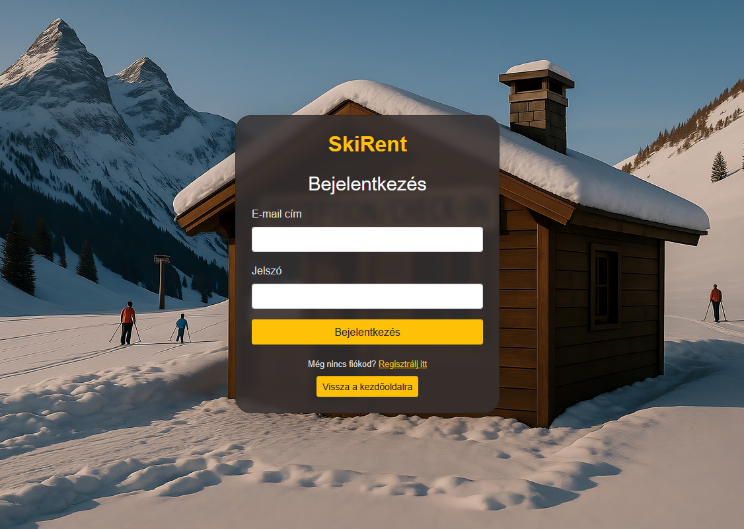 SkiRent
Bejelentkezés
E-mail cím
Jelszó
Bejelentkezés
Még nincs fiókod? Regisztrálj itt
Vissza a kezdőoldalra